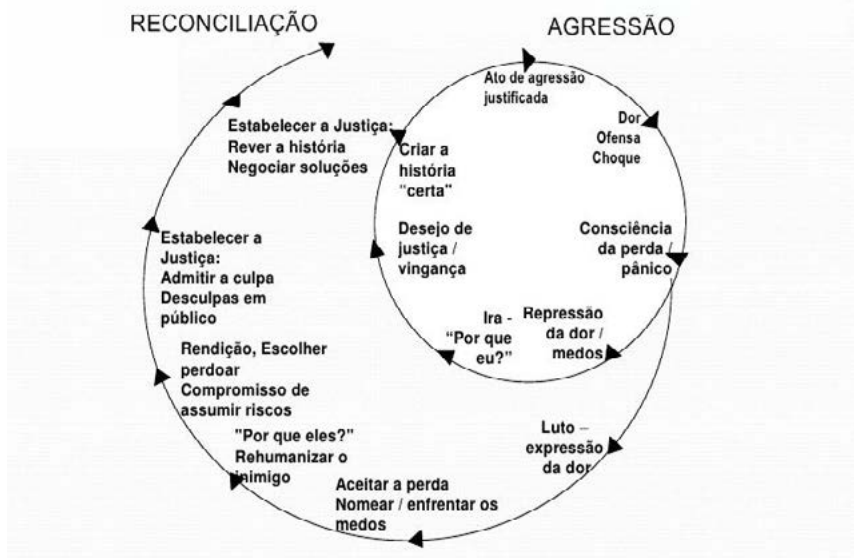 RECONCILIAÇÃO
AGRESSÃO
Ato de agressão
justificada
Dor
Ofensa
Choque
Consciência
da perda /
pânico
Repressão
da dor /
medos
Ira -
“Por que
eu?”
Desejo de
justiça /
vingança
Criar a
história
“certa”
Luto –
expressão
da dor
Aceitar a perda
Nomear / enfrentar os
medos
"Por que eles?"
Rehumanizar o
inimigo
Rendição, Escolher
perdoar
Compromisso de
assumir riscos
Estabelecer a
Justiça:
Admitir a culpa
Desculpas em
público
Estabelecer a Justiça:
Rever a história
Negociar soluções